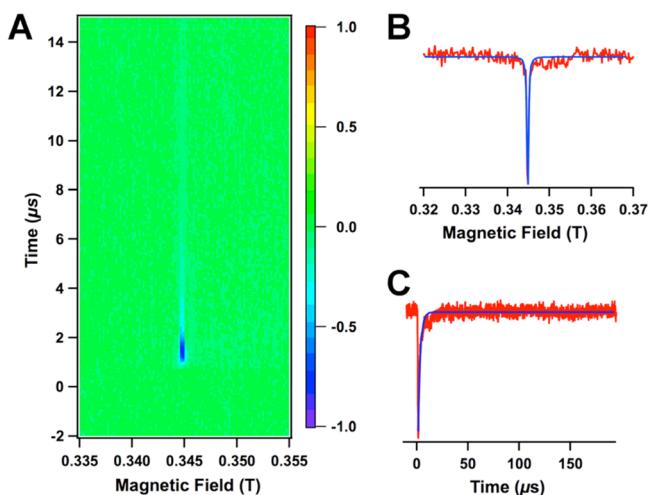 A
14
12
10
8
6
4
2
0
-2
Time (µs)
0.335 0.340 0.345 0.350 0.355
Magnetic Field (T)
1.0
0.5
0.0
-0.5
-1.0
B
0.32 0.33 0.34 0.35 0.36 0.37
Magnetic Field (T)
C
0 50 100 150
Time (µs)